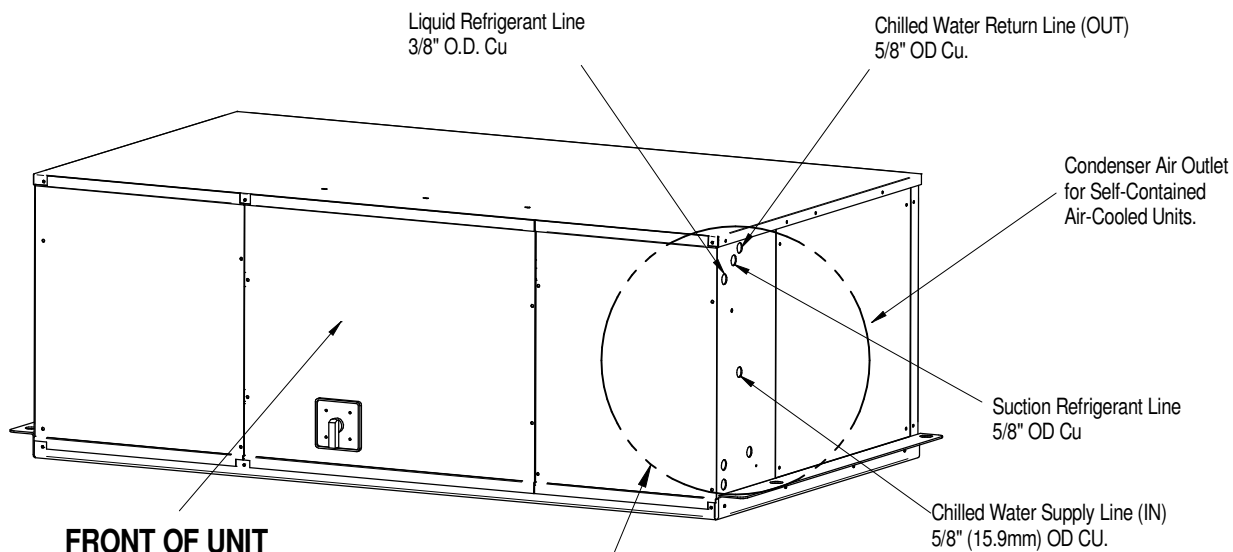 Liquid Refrigerant Line
3/8" O.D. Cu
Chilled Water Return Line (OUT)
5/8" OD Cu.
Condenser Air Outlet
for Self-Contained
Air-Cooled Units.
Suction Refrigerant Line
5/8" OD Cu
Chilled Water Supply Line (IN)
5/8" (15.9mm) OD CU.
FRONT OF UNIT